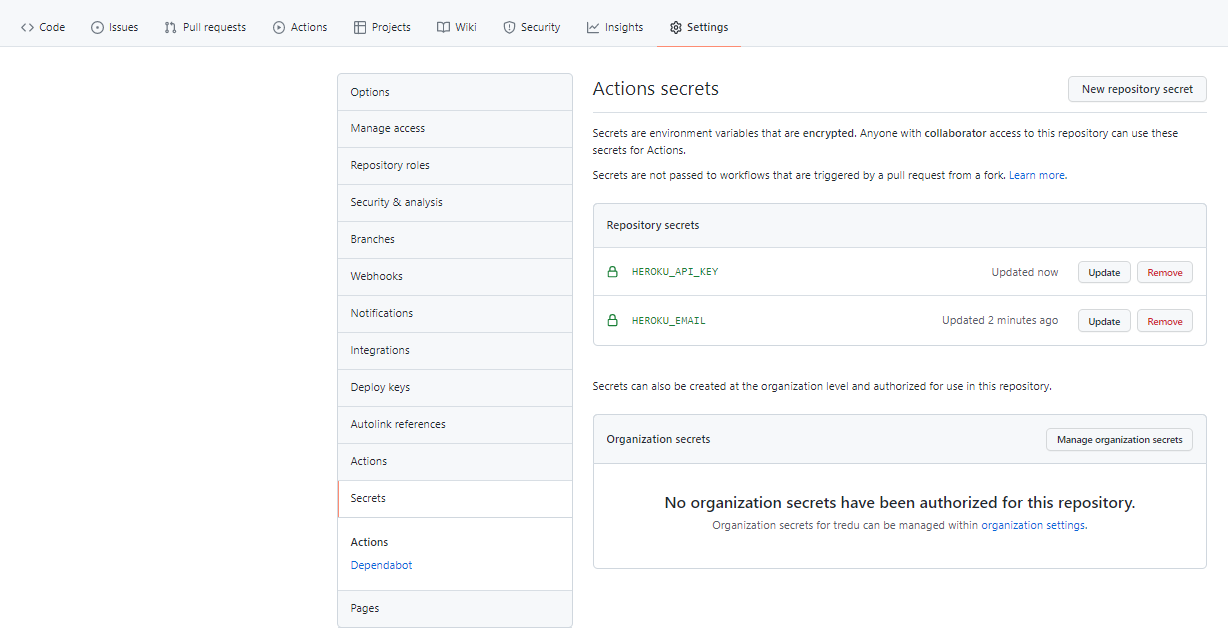 Code Issues Pull requests Actions Projects Wiki Security Insights Settings
Options
Manage access
Repository roles
Security & analysis
Branches
Webhooks
Notifications
Integrations
Deploy keys
Autolink references
Actions
Secrets
Actions
Dependabot
Pages
Actions secrets
New repository secret
Secrets are environment variables that are encrypted. Anyone with collaborator access to this repository can use these
secrets for Actions.
Secrets are not passed to workflows that are triggered by a pull request from a fork. Learn more.
Repository secrets
HEROKU_API_KEY Updated now Update Remove
HEROKU_EMAIL Updated 2 minutes ago Update Remove
Secrets can also be created at the organization level and authorized for use in this repository.
Organization secrets Manage organization secrets
No organization secrets have been authorized for this repository.
Organization secrets for tredu can be managed within organization settings.